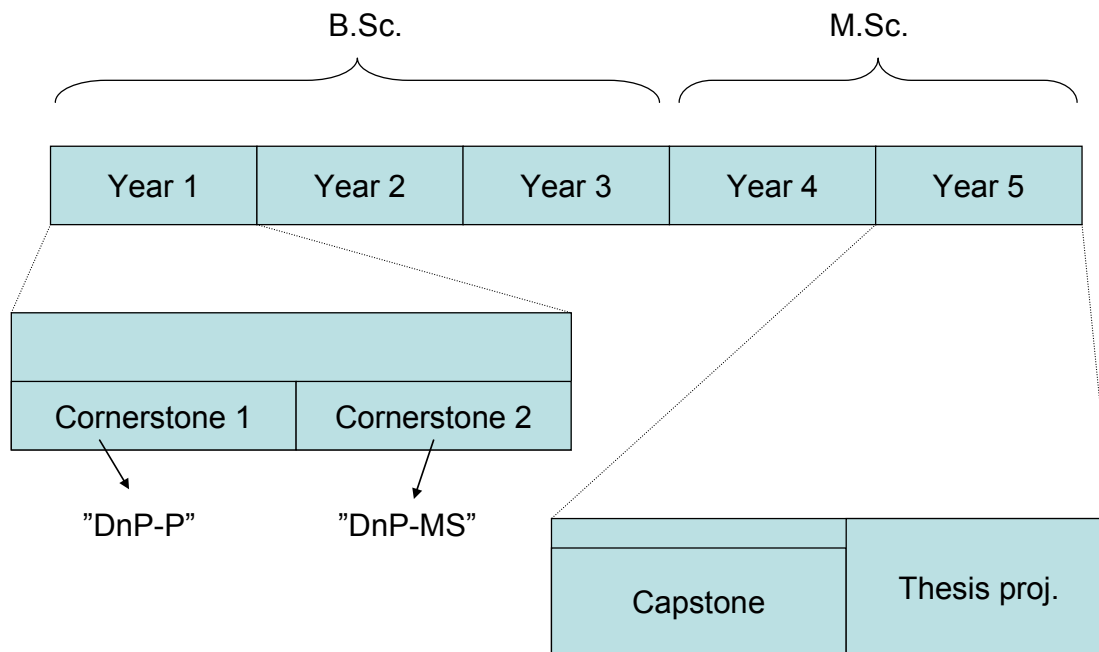 B.Sc.
M.Sc.
Year 1
Year 2
Year 3
Year 4
Year 5
Cornerstone 1
Cornerstone 2
”DnP-P”
”DnP-MS”
Capstone
Thesis proj.